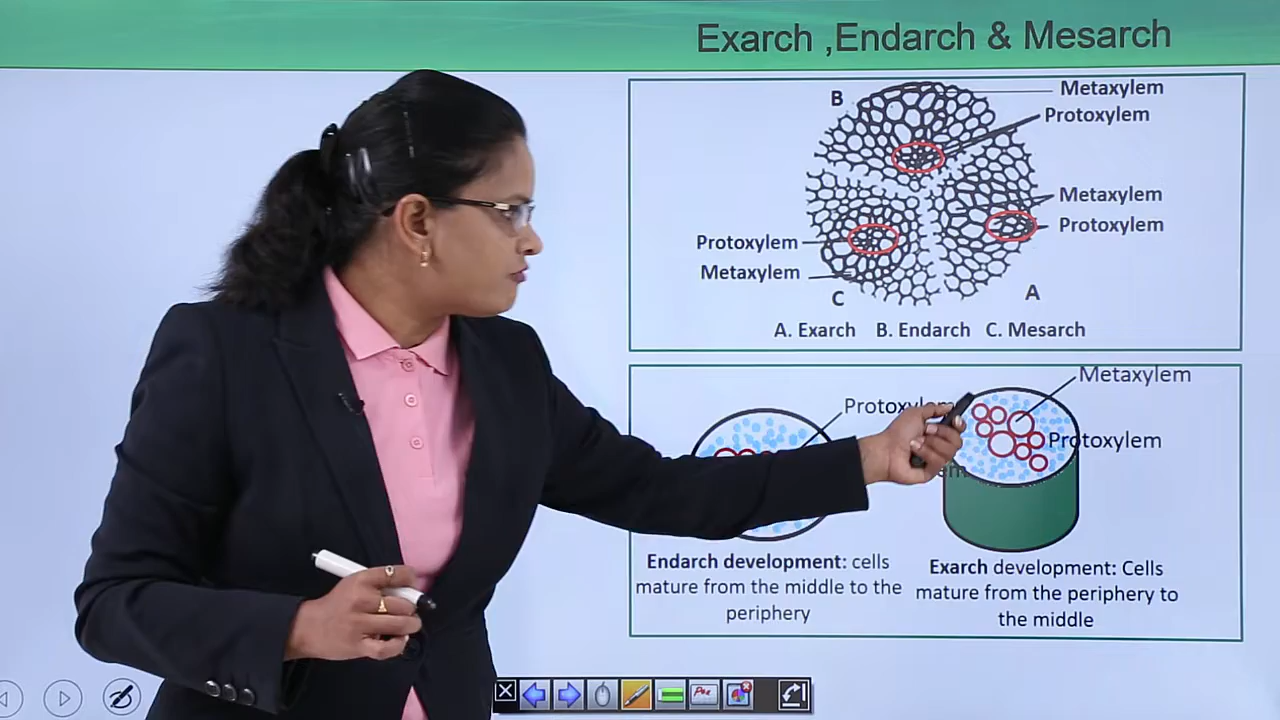 Exarch ,Endarch & Mesarch
B
Metaxylem
Protoxylem
Metaxylem
Protoxylem
Protoxylem
Metaxylem
C
A
A. Exarch B. Endarch C. Mesarch
Metaxylem
Protoxylem
Endarch development: cells
mature from the middle to the
periphery
Exarch development: Cells
mature from the periphery to
the middle